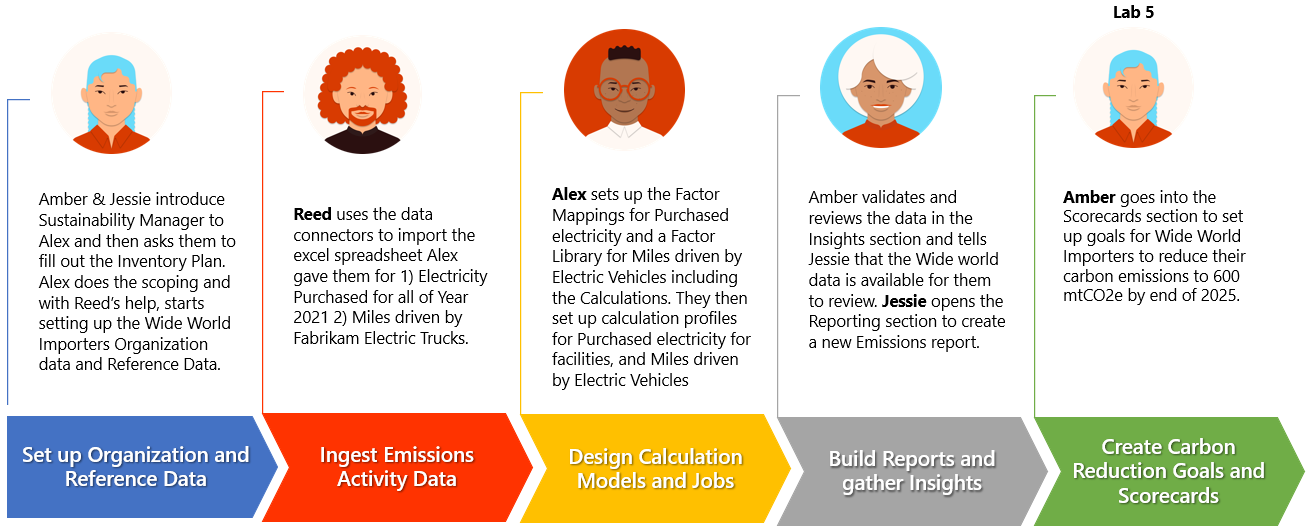 Lab 5
Amber & Jessie introduce
Sustainability Manager to
Alex and then asks them to
fill out the Inventory Plan.
Alex does the scoping and
with Reed's help, starts
setting up the Wide World
Importers Organization
data and Reference Data.
Reed uses the data
connectors to import the
excel spreadsheet Alex
gave them for 1) Electricity
Purchased for all of Year
2021 2) Miles driven by
Fabrikam Electric Trucks.
Alex sets up the Factor
Mappings for Purchased
electricity and a Factor
Library for Miles driven by
Electric Vehicles including
the Calculations. They then
set up calculation profiles
for Purchased electricity for
facilities, and Miles driven
by Electric Vehicles
Amber validates and
reviews the data in the
Insights section and tells
Jessie that the Wide world
data is available for them
to review. Jessie opens the
Reporting section to create
a new Emissions report.
Amber goes into the
Scorecards section to set
up goals for Wide World
Importers to reduce their
carbon emissions to 600
mtCO2e by end of 2025.
Set up Organization and
Reference Data
Ingest Emissions
Activity Data
Design Calculation
Models and Jobs
Build Reports and
gather Insights
Create Carbon
Reduction Goals and
Scorecards